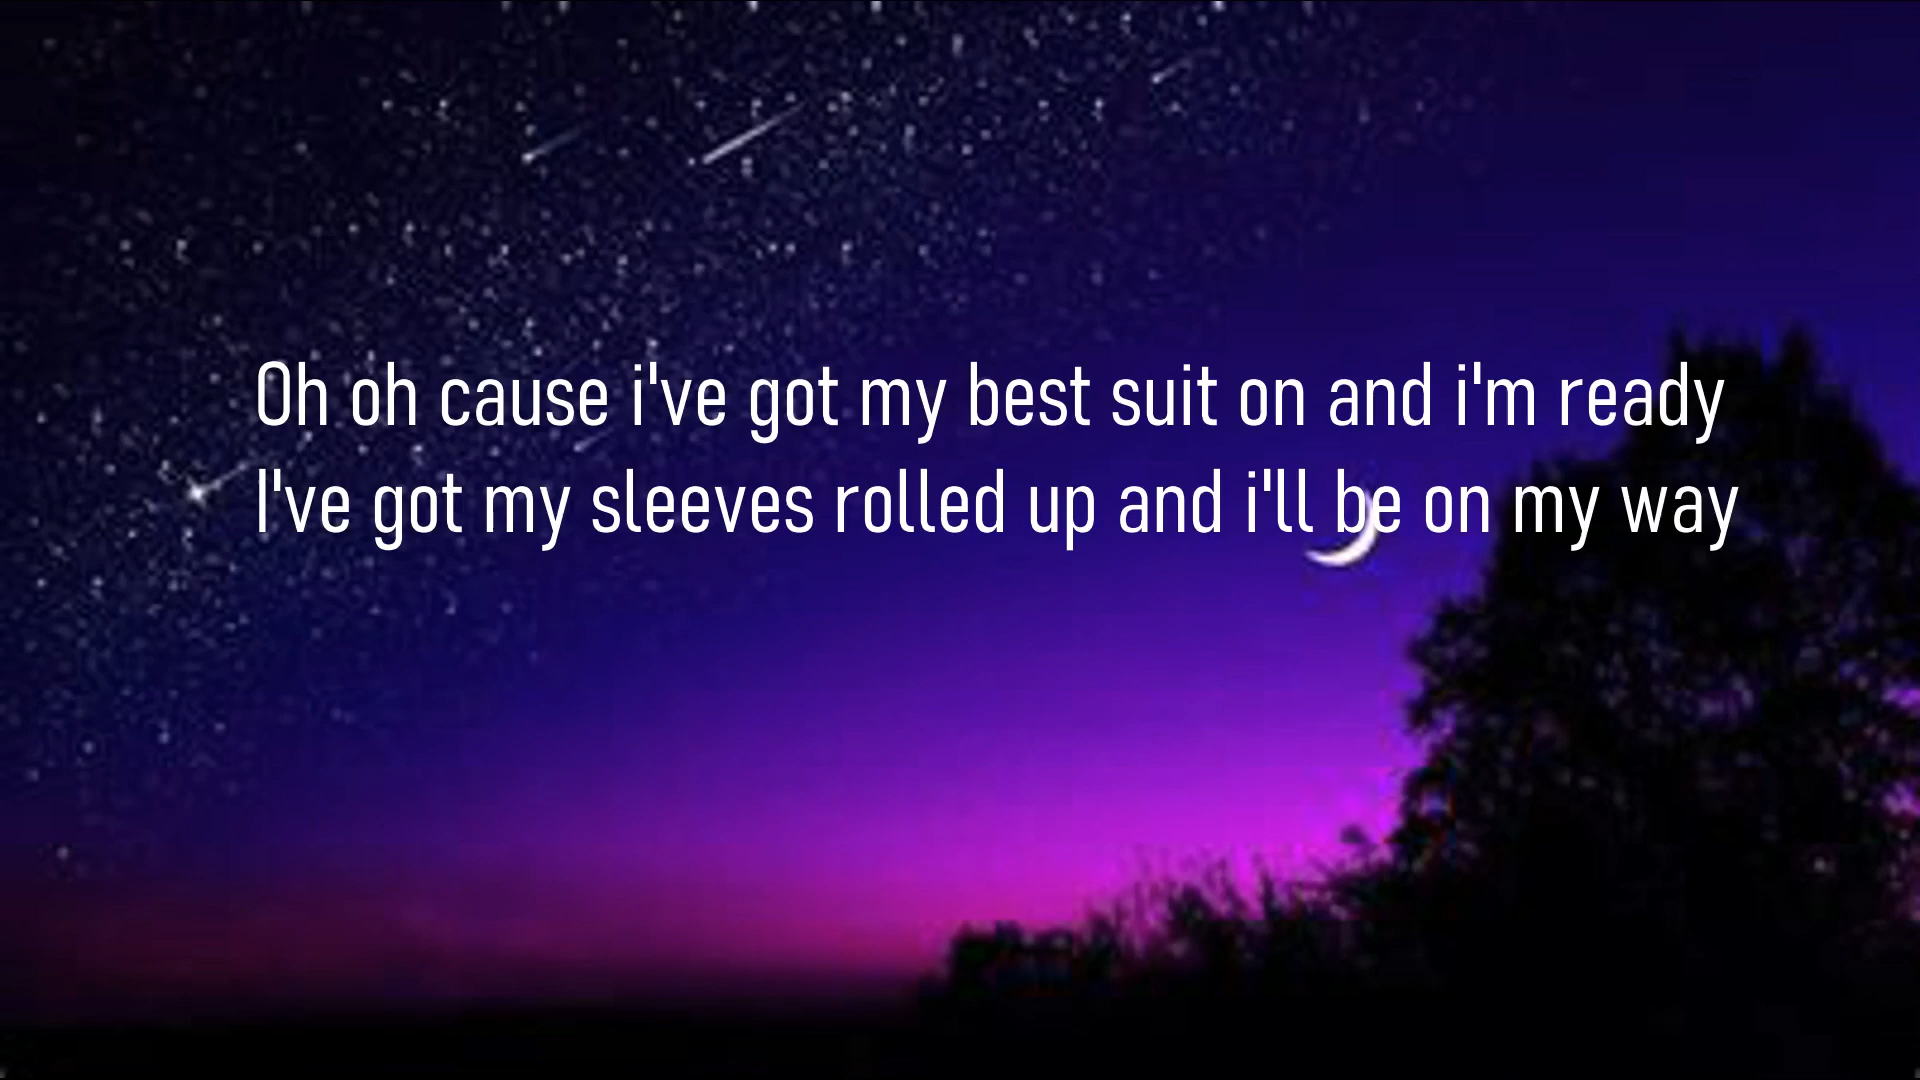 Oh oh cause i've got my best suit on and i'm ready
I've got my sleeves rolled up and i'll be on my way